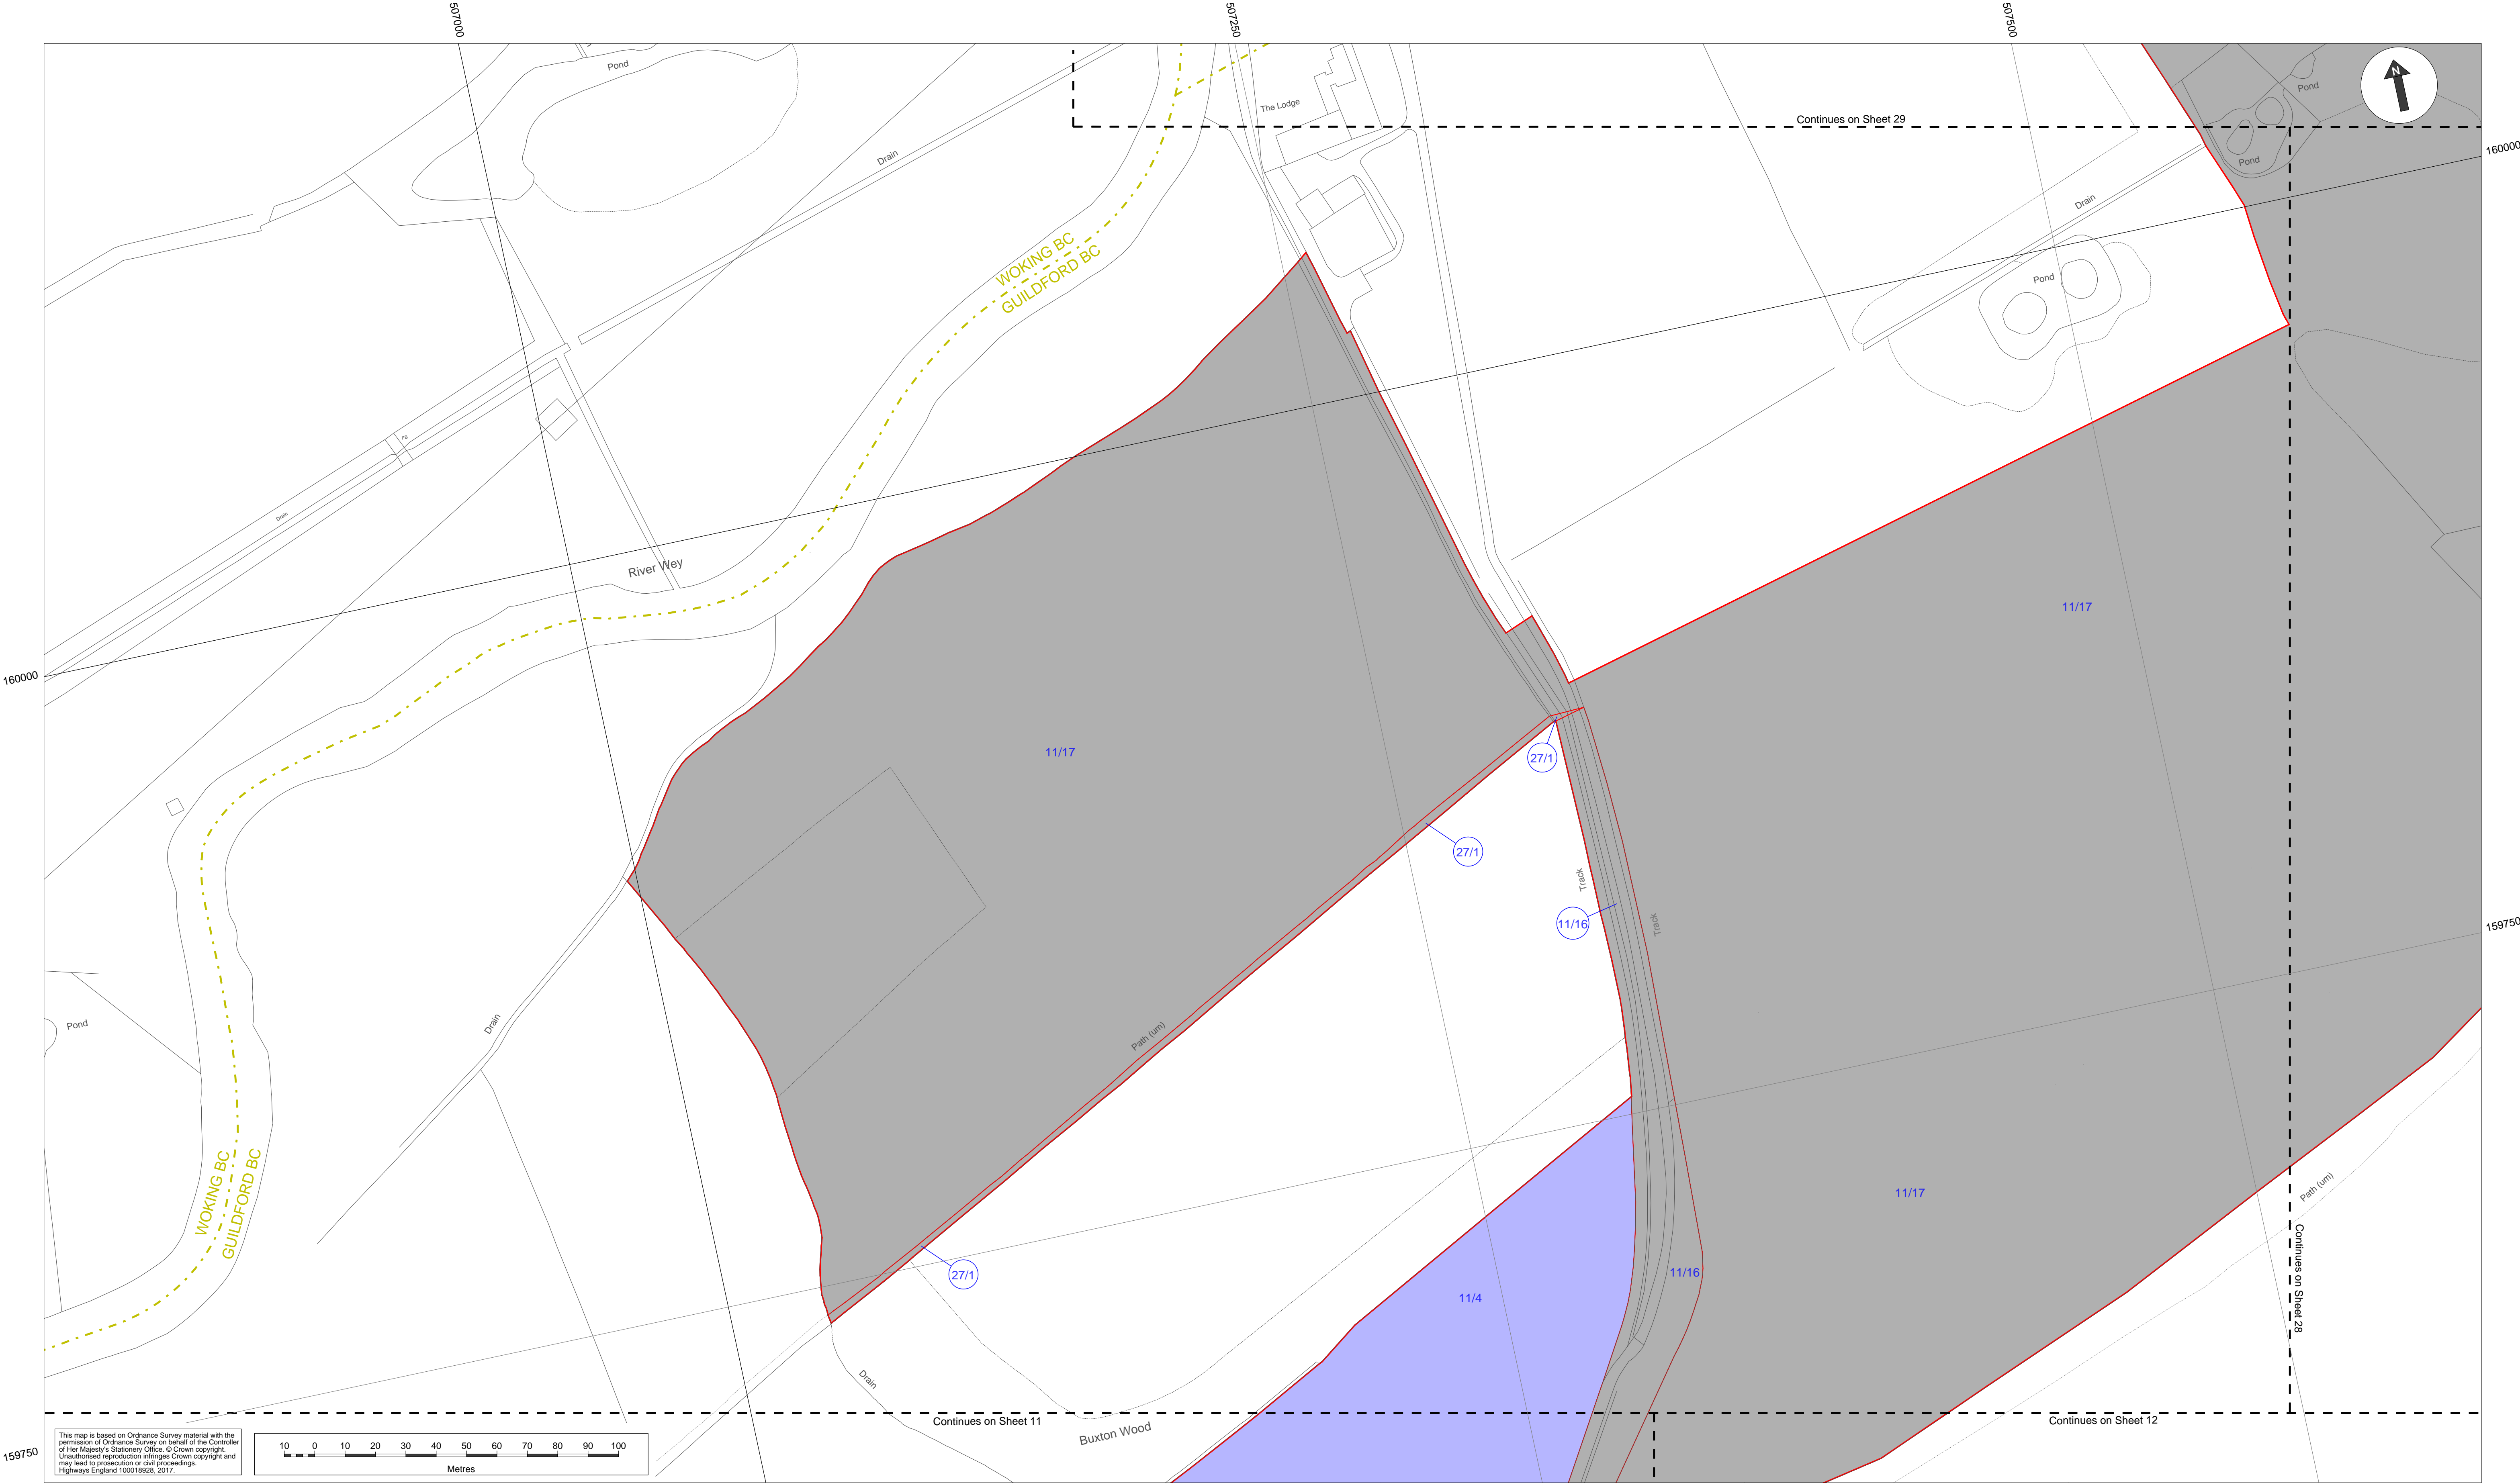 507000
507250
507500
Pond
The Lodge
Continues on Sheet 29
N
Pond
160000
Pond
Drain
Drain
WOKING BC
GUILDFORD BC
Pond
FB
Drain
River Wey
11/17
160000
11/17
27/1
27/1
Track
11/16
Track
159750
Pond
Drain
Path (um)
WOKING BC
GUILDFORD BC
11/17
Path (um)
27/1
11/16
11/4
Continues on Sheet 28
Drain
Continues on Sheet 11
Continues on Sheet 12
Buxton Wood
159750
This map is based on Ordnance Survey material with the
permission of Ordnance Survey on behalf of the Controller
of Her Majesty's Stationery Office. © Crown copyright.
Unauthorised reproduction infringes Crown copyright and
may lead to prosecution or civil proceedings.
Highways England 100018928, 2017.
10 0 10 20 30 40 50 60 70 80 90 100
Metres